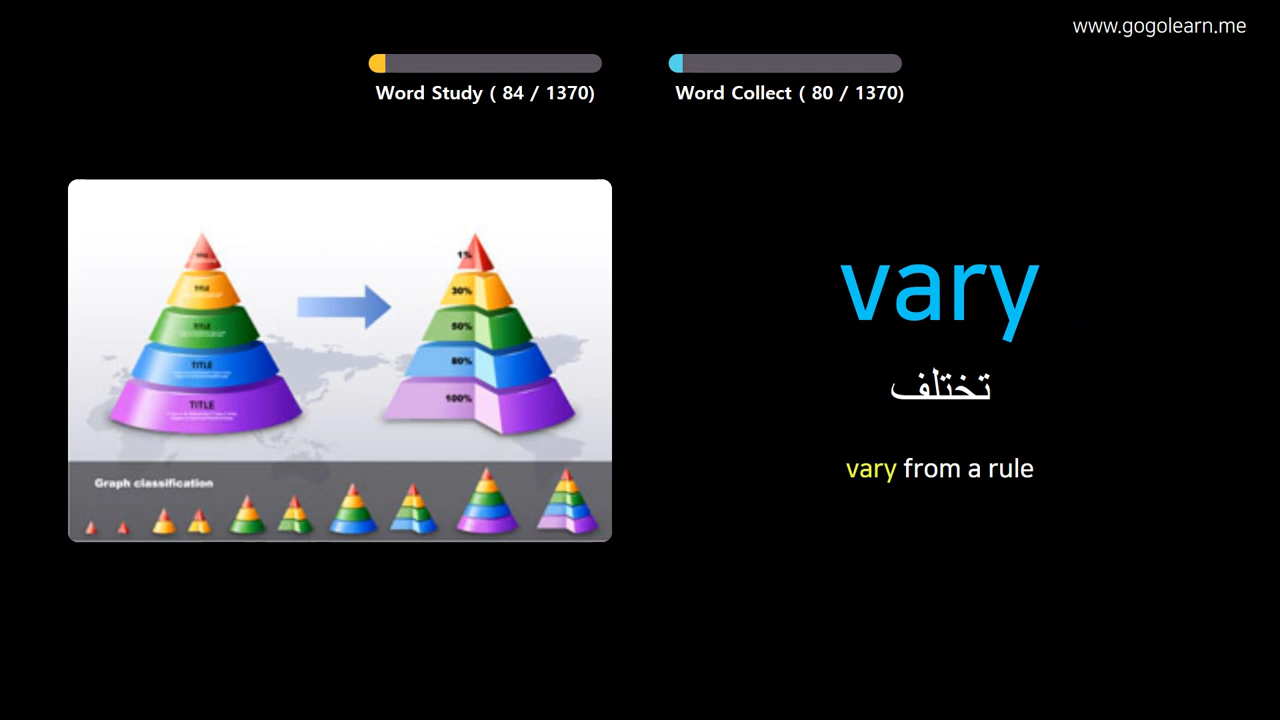 www.gogolearn.me
Word Study ( 84 / 1370)
Word Collect ( 80 / 1370)
TITLE
TITLE
TITLE
TITLE
1%
30%
50%
80%
100%
Graph classification
vary
تختلف
vary from a rule